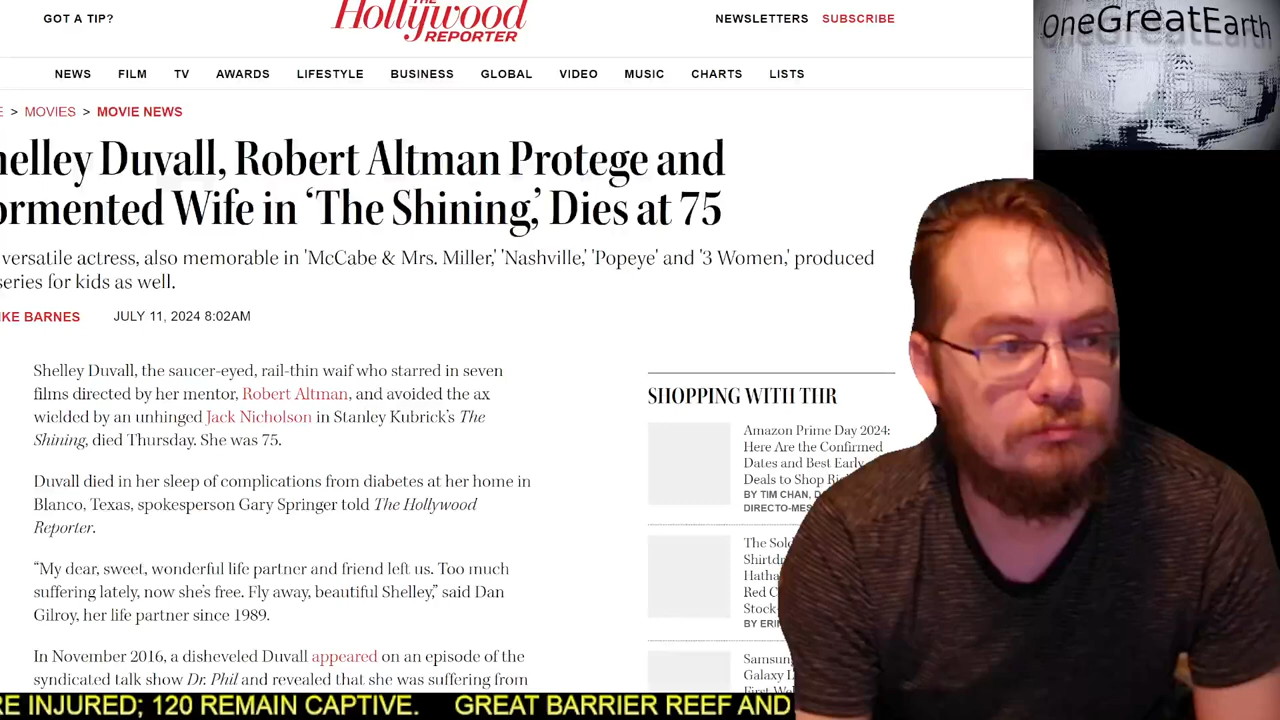 GOT A TIP?
THE
Hollywood
REPORTER
NEWSLETTERS SUBSCRIBE
OneGreatEarth
NEWS FILM TV AWARDS LIFESTYLE BUSINESS GLOBAL VIDEO MUSIC CHARTS LISTS
E > MOVIES > MOVIE NEWS
helley Duvall, Robert Altman Protege and
ormented Wife in ‘The Shining,’ Dies at 75
versatile actress, also memorable in 'McCabe & Mrs. Miller,' 'Nashville,' 'Popeye' and '3 Women,' produced
series for kids as well.
IKE BARNES JULY 11, 2024 8:02AM
Shelley Duvall, the saucer-eyed, rail-thin waif who starred in seven
films directed by her mentor, Robert Altman, and avoided the ax
wielded by an unhinged Jack Nicholson in Stanley Kubrick’s The
Shining, died Thursday. She was 75.
Duvall died in her sleep of complications from diabetes at her home in
Blanco, Texas, spokesperson Gary Springer told The Hollywood
Reporter.
“My dear, sweet, wonderful life partner and friend left us. Too much
suffering lately, now she’s free. Fly away, beautiful Shelley,” said Dan
Gilroy, her life partner since 1989.
In November 2016, a disheveled Duvall appeared on an episode of the
syndicated talk show Dr. Phil and revealed that she was suffering from
SHOPPING WITH THR
Amazon Prime Day 2024:
Here Are the Confirmed
Dates and Best Early
Deals to Shop Ri
BY TIM CHAN, D
DIRECTO-MES
The Sol
Shirtdr
Hatha
Red C
Stock-
BY ERI
Samsung
Galaxy
First We
RE INJURED; 120 REMAIN CAPTIVE. GREAT BARRIER REEF AND